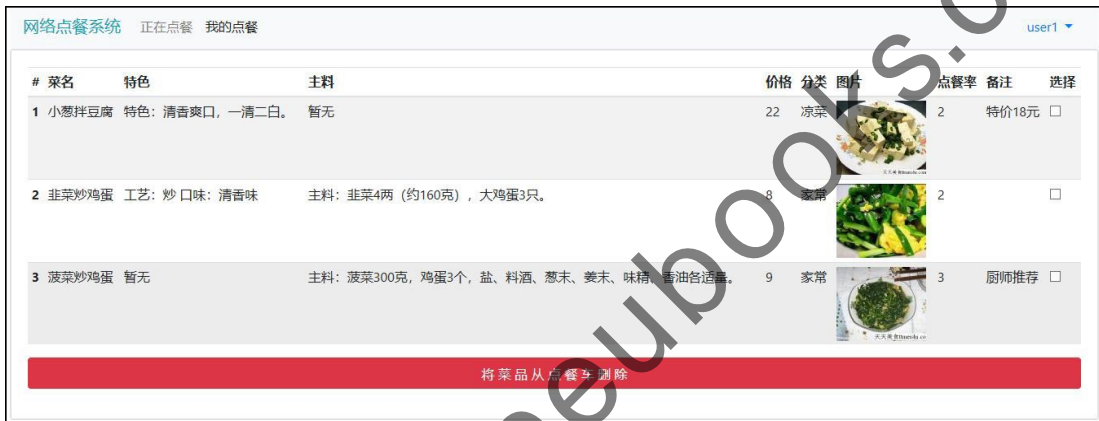 网络点餐系统 正在点餐 我的点餐 user1
# 菜名 特色 主料 价格 分类 图片 点餐率 备注 选择
1 小葱拌豆腐 特色：清香爽口，一清二白。 暂无 22 凉菜 2 特价18元
2 韭菜炒鸡蛋 工艺：炒 口味：清香味 主料：韭菜4两（约160克），大鸡蛋3只。 8 家常 2
3 菠菜炒鸡蛋 暂无 主料：菠菜300克，鸡蛋3个，盐、料酒、葱末、姜末、味精、香油各适量。 9 家常 3 厨师推荐
将菜品从点餐车删除
neubooks.c